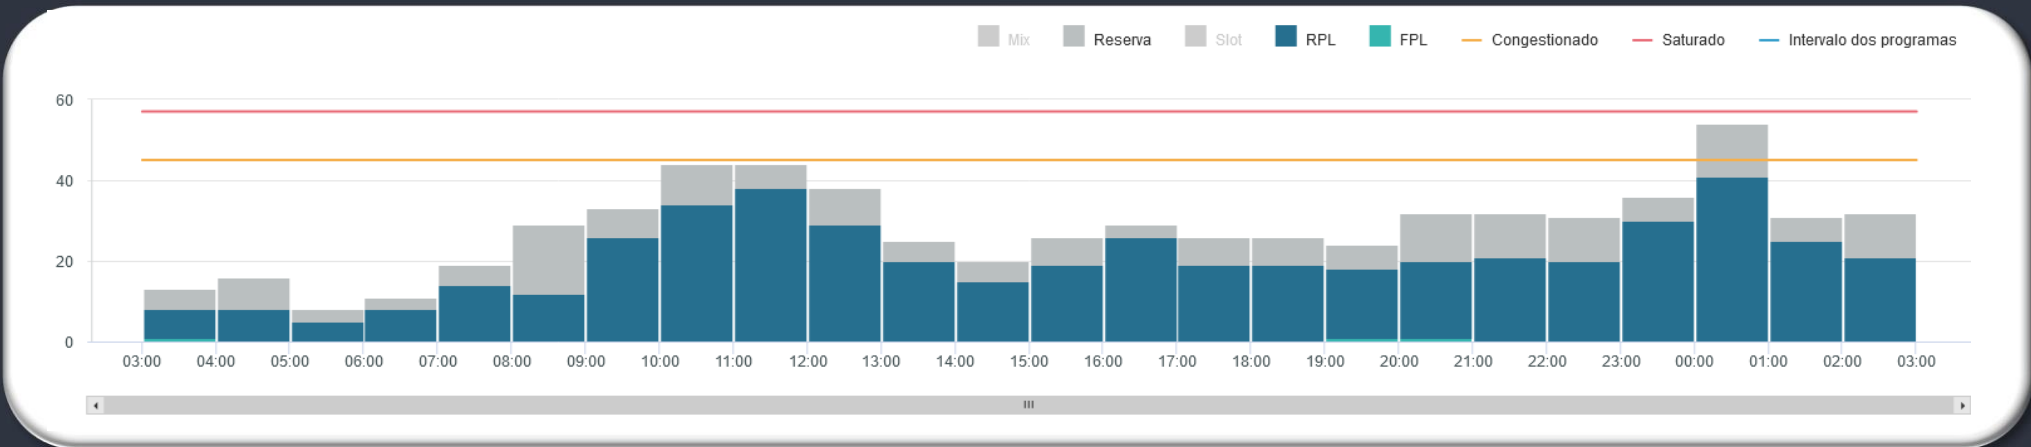 Mix Reserva Slot RPL FPL Congestionado Saturado Intervalo dos programas
60
40
20
0
03:00 04:00 05:00 06:00 07:00 08:00 09:00 10:00 11:00 12:00 13:00 14:00 15:00 16:00 17:00 18:00 19:00 20:00 21:00 22:00 23:00 00:00 01:00 02:00 03:00